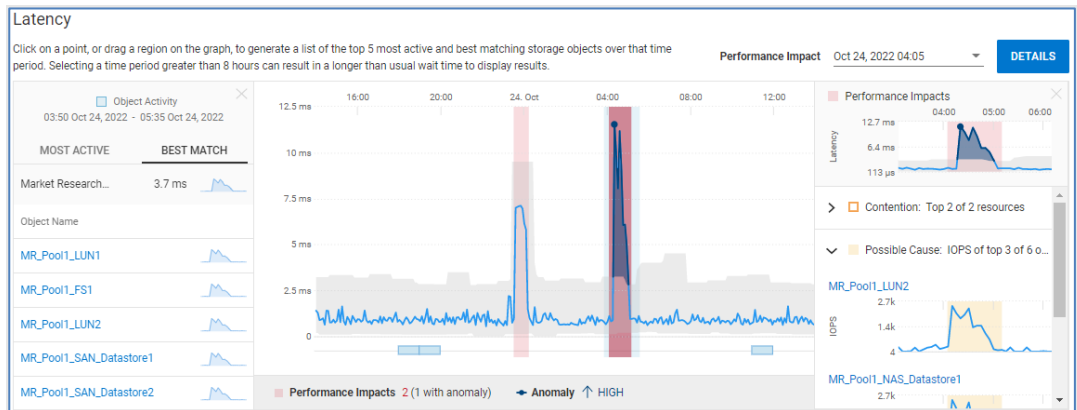 Latency
Click on a point, or drag a region on the graph, to generate a list of the top 5 most active and best matching storage objects over that time
period. Selecting a time period greater than 8 hours can result in a longer than usual wait time to display results.
Performance Impact Oct 24, 2022 04:05
DETAILS
Object Activity
03:50 Oct 24, 2022 - 05:35 Oct 24, 2022
MOST ACTIVE BEST MATCH
Market Research... 3.7 ms
Object Name
MR_Pool1_LUN1
MR_Pool1_FS1
MR_Pool1_LUN2
MR_Pool1_SAN_Datastore1
MR_Pool1_SAN_Datastore2
16:00 20:00 24. Oct 04:00 08:00 12:00
12.5 ms
10 ms
7.5 ms
5 ms
2.5 ms
0
Performance Impacts 2 (1 with anomaly) Anomaly ↑ HIGH
Performance Impacts
04:00 05:00 06:00
Latency
12.7 ms
6.4 ms
113 µs
Contention: Top 2 of 2 resources
Possible Cause: IOPS of top 3 of 6 o...
MR_Pool1_LUN2
IOPS
2.7k
1.4k
4
MR_Pool1_NAS_Datastore1
2.7k